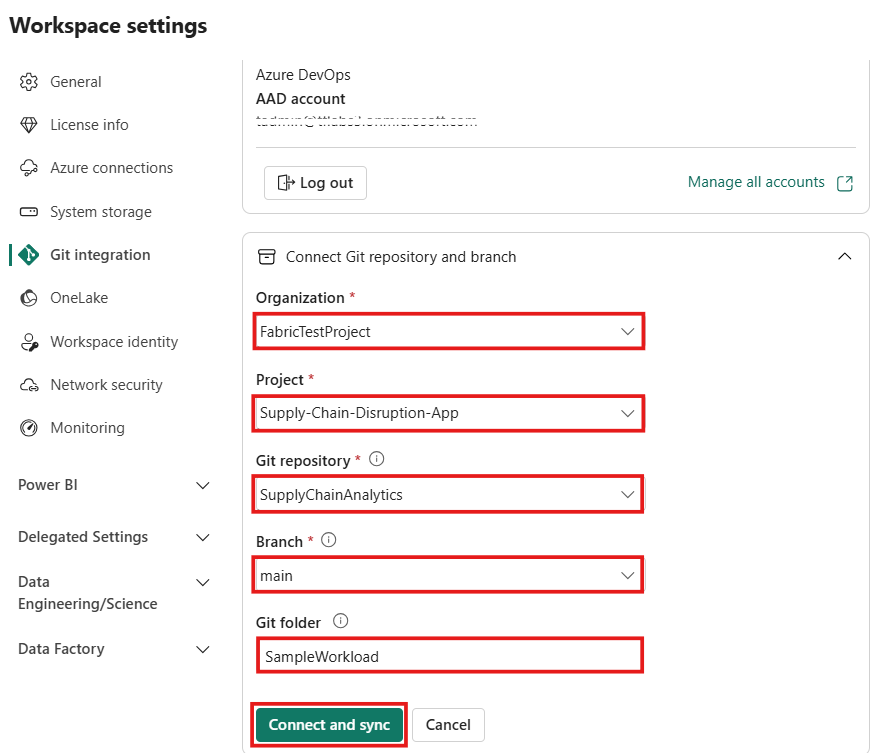 Workspace settings
General
License info
Azure connections
System storage
Git integration
OneLake
Workspace identity
Network security
Monitoring
Power BI
Delegated Settings
Data
Engineering/Science
Data Factory
Azure DevOps
AAD account
Log out
Manage all accounts
Connect Git repository and branch
Organization *
FabricTestProject
Project *
Supply-Chain-Disruption-App
Git repository *
SupplyChainAnalytics
Branch *
main
Git folder
SampleWorkload
Connect and sync
Cancel